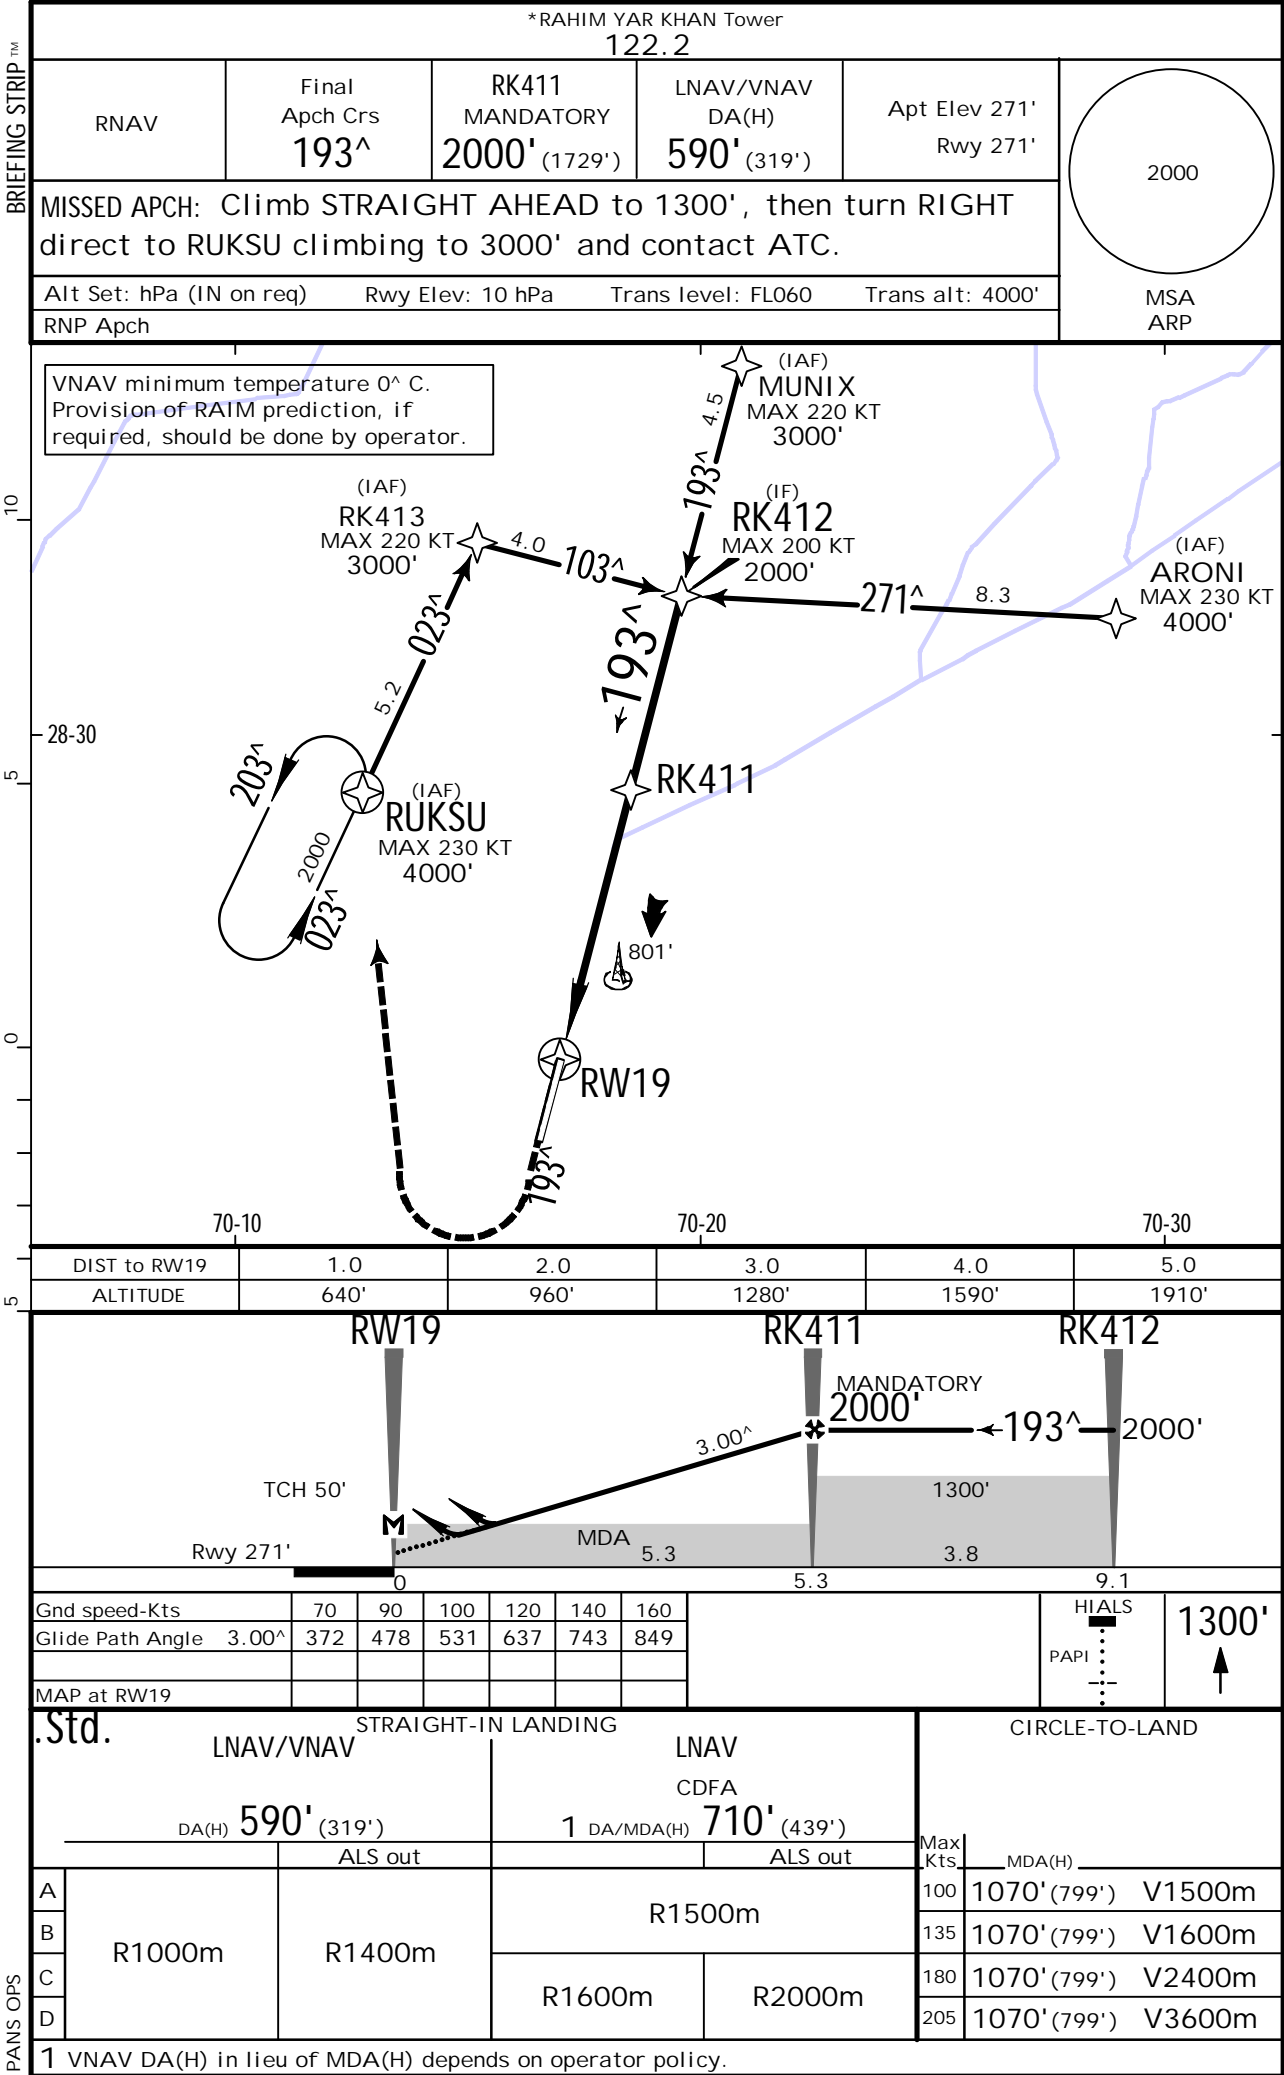 BRIEFING STRIP TM
*RAHIM YAR KHAN Tower
122.2
RNAV
Final
Apch Crs
193^
RK411
MANDATORY
2000' (1729')
LNAV/VNAV
DA(H)
590' (319')
Apt Elev 271'
Rwy 271'
2000
MSA
ARP
MISSED APCH: Climb STRAIGHT AHEAD to 1300', then turn RIGHT
direct to RUKSU climbing to 3000' and contact ATC.
Alt Set: hPa (IN on req) Rwy Elev: 10 hPa Trans level: FL060 Trans alt: 4000'
RNP Apch
VNAV minimum temperature 0^ C.
Provision of RAIM prediction, if
required, should be done by operator.
(IAF)
MUNIX
MAX 220 KT
3000'
4.5
193^
(IAF)
RK413
MAX 220 KT
3000'
4.0
103^
(IF)
RK412
MAX 200 KT
2000'
(IAF)
ARONI
MAX 230 KT
4000'
271^
8.3
023^
5.2
193^
10
28-30
5
203^
(IAF)
RUKSU
MAX 230 KT
4000'
2000
023^
RK411
801'
0
RW19
193^
70-10
70-20
70-30
5
DIST to RW19 1.0 2.0 3.0 4.0 5.0
ALTITUDE 640' 960' 1280' 1590' 1910'
RW19 RK411 RK412
MANDATORY
2000'
193^
2000'
3.00^
TCH 50'
1300'
M
MDA
Rwy 271'
5.3 3.8
0 5.3 9.1
Gnd speed-Kts 70 90 100 120 140 160
Glide Path Angle 3.00^ 372 478 531 637 743 849
MAP at RW19
HIALS
PAPI
1300'
.Std.
STRAIGHT-IN LANDING
CIRCLE-TO-LAND
LNAV/VNAV
LNAV
CDFA
DA(H) 590' (319')
1 DA/MDA(H) 710' (439')
ALS out
ALS out
Max
Kts
MDA(H)
A
B
C
D
R1000m
R1400m
R1500m
R1600m
R2000m
100 1070' (799') V1500m
135 1070' (799') V1600m
180 1070' (799') V2400m
205 1070' (799') V3600m
PANS OPS
1 VNAV DA(H) in lieu of MDA(H) depends on operator policy.